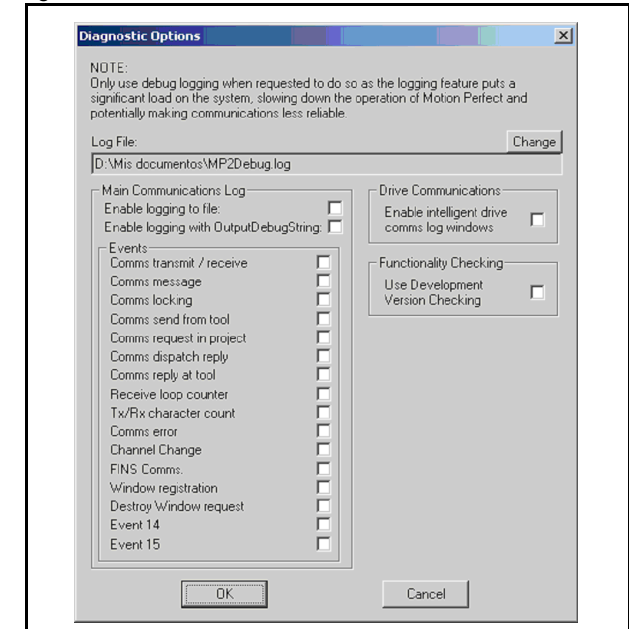 Diagnostic Options
NOTE:
Only use debug logging when requested to do so as the logging feature puts a
significant load on the system, slowing down the operation of Motion Perfect and
potentially making communications less reliable.
Log File:
Change
D:\Mis documentos\MP2Debug.log
Main Communications Log
Enable logging to file:
Enable logging with OutputDebugString:
Events
Comms transmit / receive
Comms message
Comms locking
Comms send from tool
Comms request in project
Comms dispatch reply
Comms reply at tool
Receive loop counter
Tx/Rx character count
Comms error
Channel Change
FINS Comms.
Window registration
Destroy Window request
Event 14
Event 15
Drive Communications
Enable intelligent drive
comms log windows
Functionality Checking
Use Development
Version Checking
OK
Cancel